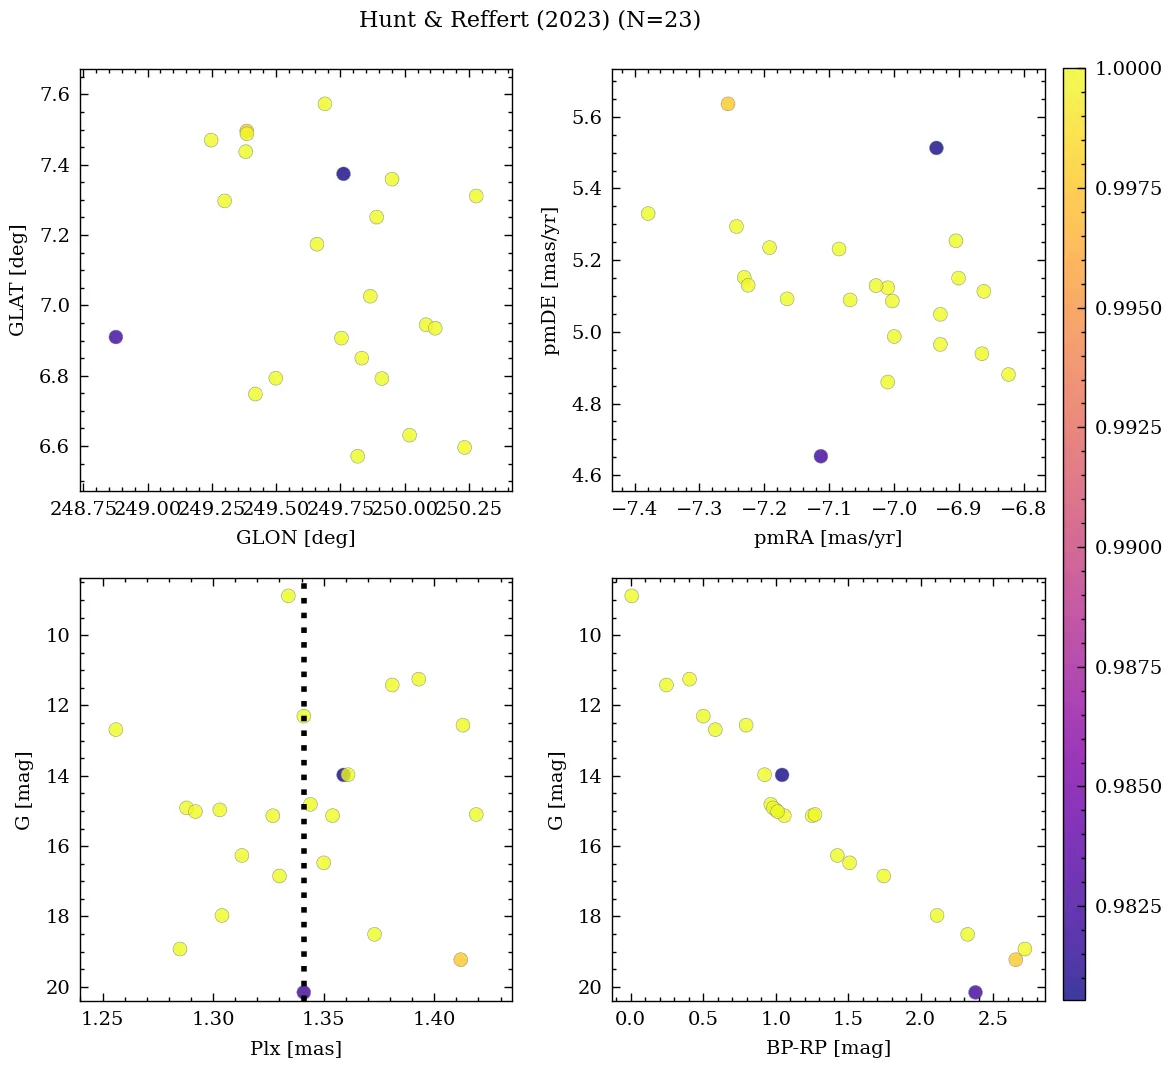 Hunt & Reffert (2023) (N=23)
7.6
7.4
7.2
7.0
6.8
6.6
GLAT [deg]
248.75 249.00 249.25 249.50 249.75 250.00 250.25
GLON [deg]
5.6
5.4
5.2
5.0
4.8
4.6
pmDE [mas/yr]
−7.4 −7.3 −7.2 −7.1 −7.0 −6.9 −6.8
pmRA [mas/yr]
10
12
14
16
18
20
G [mag]
1.25 1.30 1.35 1.40
Plx [mas]
10
12
14
16
18
20
G [mag]
0.0 0.5 1.0 1.5 2.0 2.5
BP-RP [mag]
1.0000
0.9975
0.9950
0.9925
0.9900
0.9875
0.9850
0.9825